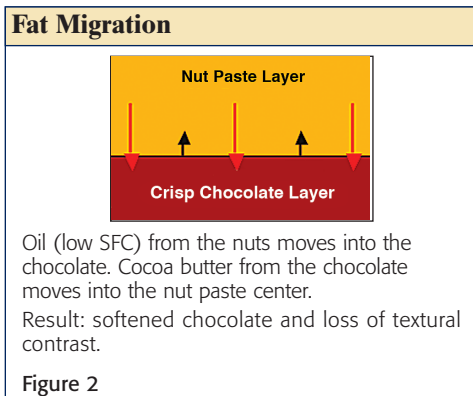 Fat Migration
Nut Paste Layer
Crisp Chocolate Layer
Oil (low SFC) from the nuts moves into the
chocolate. Cocoa butter from the chocolate
moves into the nut paste center.
Result: softened chocolate and loss of textural
contrast.
Figure 2